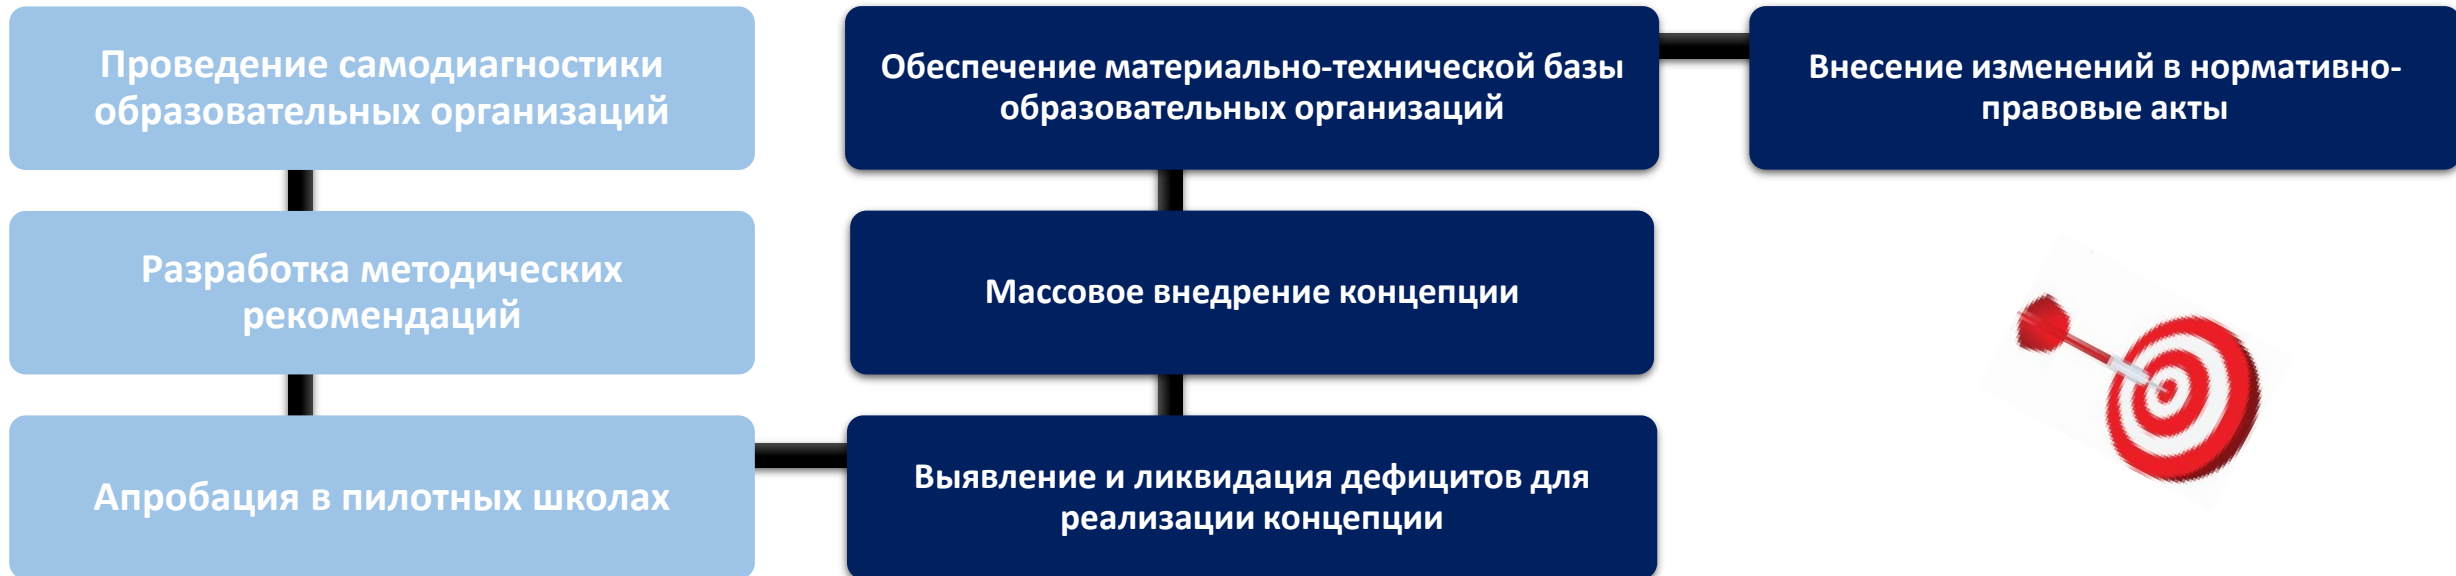 Проведение самодиагностики
образовательных организаций
Разработка методических
рекомендаций
Апробация в пилотных школах
Выявление и ликвидация дефицитов для
реализации концепции
Массовое внедрение концепции
Обеспечение материально-технической базы
образовательных организаций
Внесение изменений в нормативно-
правовые акты